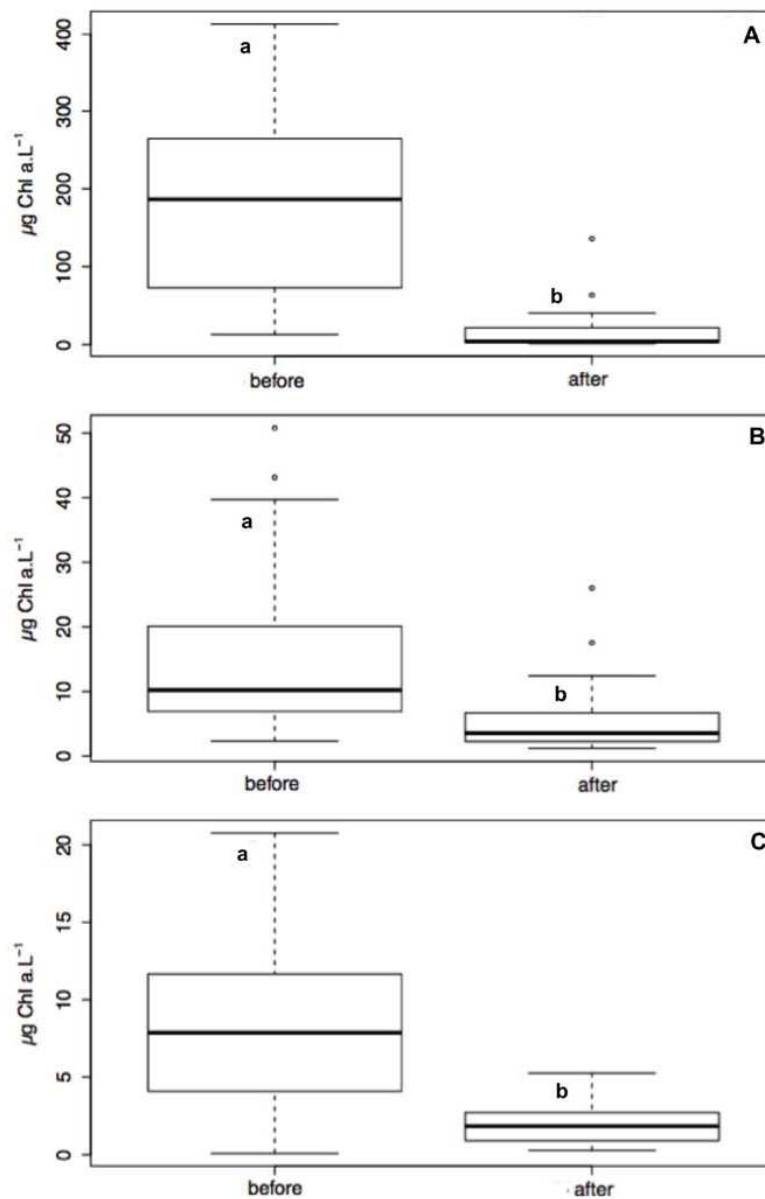 A
400
a
300
µg Chl a.L⁻¹
200
100
b
0
before after
B
50
40
a
30
µg Chl a.L⁻¹
20
10
b
0
before after
C
20
a
15
µg Chl a.L⁻¹
10
5
b
0
before after